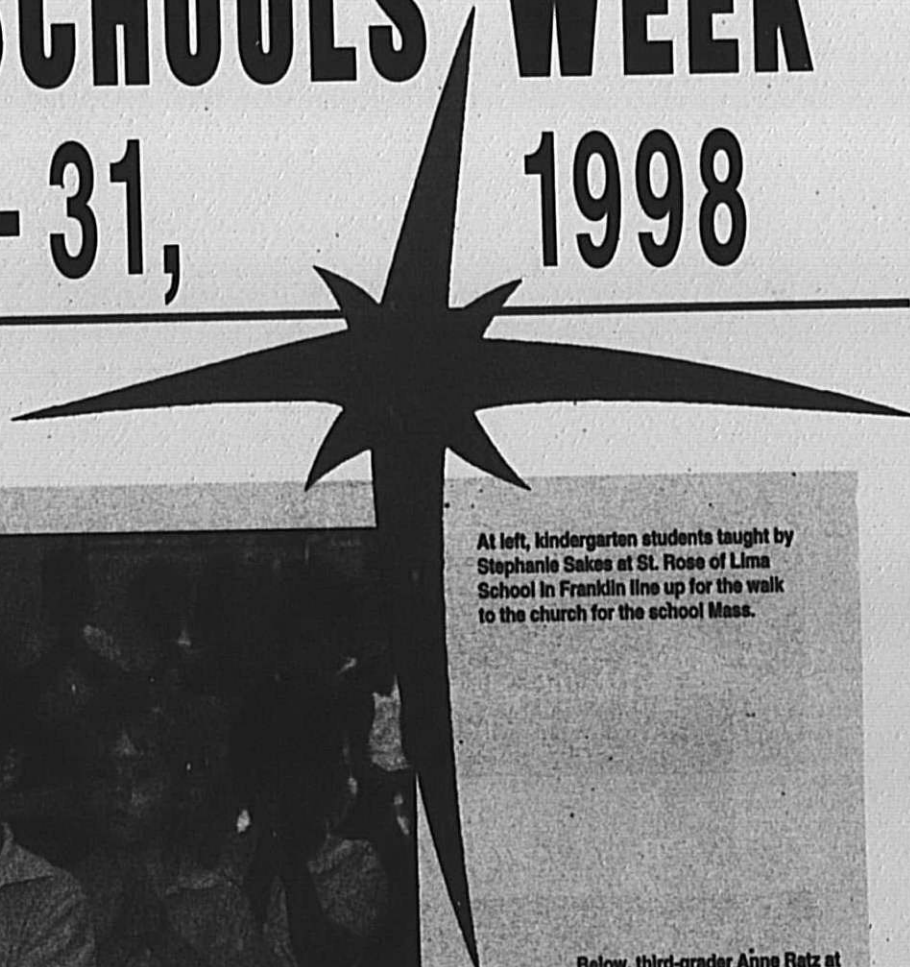 SCHOOLS WEEK
- 31, 1998
At left, kindergarten students taught by
Stephanie Sakes at St. Rose of Lima
School in Franklin line up for the walk
to the church for the school Mass.
Below, third-grader Anne Ratz at